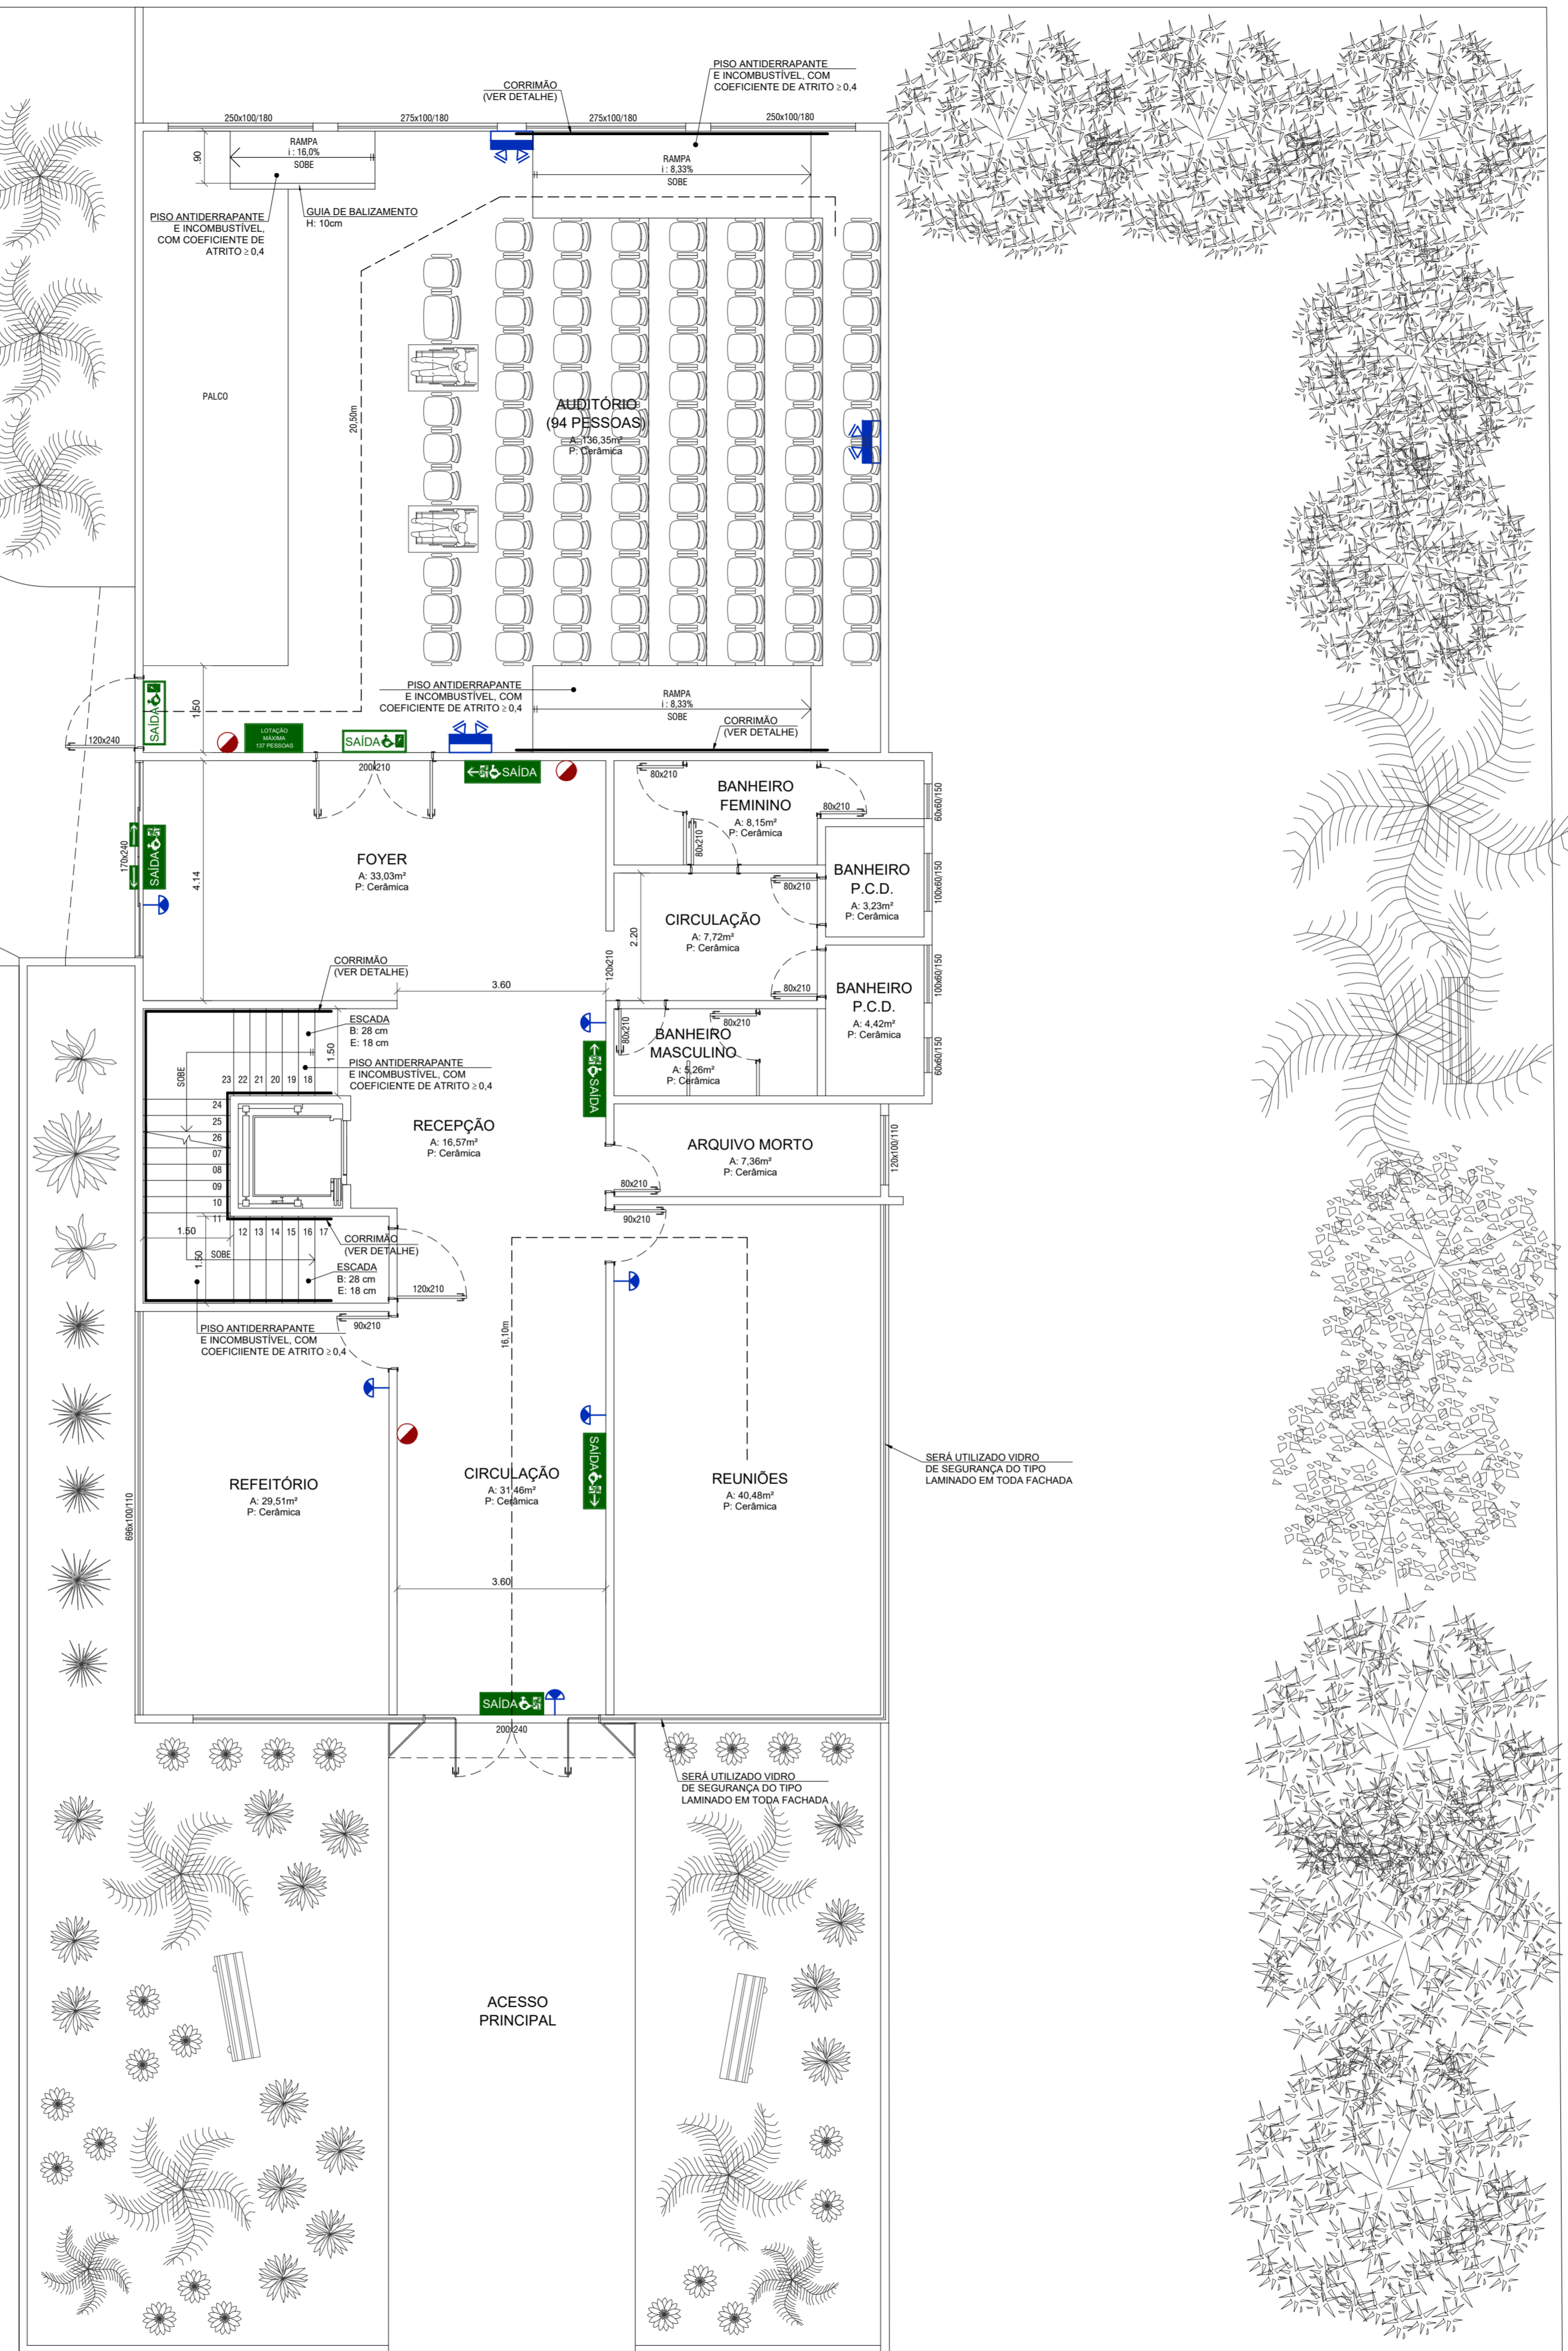 PISO ANTIDERRAPANTE
E INCOMBUSTÍVEL, COM
COEFICIENTE DE ATRITO ≥ 0,4
CORRIMÃO
(VER DETALHE)
250x100/180
275x100/180
275x100/180
250x100/180
RAMPA
i : 16,0%
SOBE
.90
RAMPA
i : 8,33%
SOBE
PISO ANTIDERRAPANTE
E INCOMBUSTÍVEL,
COM COEFICIENTE DE
ATRITO ≥ 0,4
GUIA DE BALIZAMENTO
H: 10cm
PALCO
20,50m
AUDITÓRIO
(94 PESSOAS)
A: 136,35m²
P: Cerâmica
PISO ANTIDERRAPANTE
E INCOMBUSTÍVEL, COM
COEFICIENTE DE ATRITO ≥ 0,4
RAMPA
i : 8,33%
SOBE
CORRIMÃO
(VER DETALHE)
1.50
SAÍDA
120x240
LOTAÇÃO
MÁXIMA
137 PESSOAS
SAÍDA
200x210
SAÍDA
80x210
BANHEIRO
FEMININO
A: 8,15m²
P: Cerâmica
80x210
80x210
60x60/150
170x240
SAÍDA
4.14
FOYER
A: 33,03m²
P: Cerâmica
BANHEIRO
P.C.D.
A: 3,23m²
P: Cerâmica
100x60/150
80x210
CIRCULAÇÃO
A: 7,72m²
P: Cerâmica
2.20
120x210
CORRIMÃO
(VER DETALHE)
3.60
80x210
BANHEIRO
P.C.D.
A: 4,42m²
P: Cerâmica
100x60/150
60x60/150
ESCADA
B: 28 cm
E: 18 cm
1.50
PISO ANTIDERRAPANTE
E INCOMBUSTÍVEL, COM
COEFICIENTE DE ATRITO ≥ 0,4
80x210
80x210
BANHEIRO
MASCULINO
A: 5,26m²
P: Cerâmica
SOBE
23 22 21 20 19 18
24
25
26
07
08
09
10
11
12 13 14 15 16 17
SAÍDA
RECEPÇÃO
A: 16,57m²
P: Cerâmica
ARQUIVO MORTO
A: 7,36m²
P: Cerâmica
120x100/110
80x210
90x210
1.50
1.50
SOBE
CORRIMÃO
(VER DETALHE)
ESCADA
B: 28 cm
E: 18 cm
120x210
PISO ANTIDERRAPANTE
E INCOMBUSTÍVEL, COM
COEFICIIENTE DE ATRITO ≥ 0,4
90x210
16,10m
SAÍDA
REFEITÓRIO
A: 29,51m²
P: Cerâmica
696x100/110
CIRCULAÇÃO
A: 31,46m²
P: Cerâmica
REUNIÕES
A: 40,48m²
P: Cerâmica
SERÁ UTILIZADO VIDRO
DE SEGURANÇA DO TIPO
LAMINADO EM TODA FACHADA
3.60
SAÍDA
200x240
SERÁ UTILIZADO VIDRO
DE SEGURANÇA DO TIPO
LAMINADO EM TODA FACHADA
ACESSO
PRINCIPAL